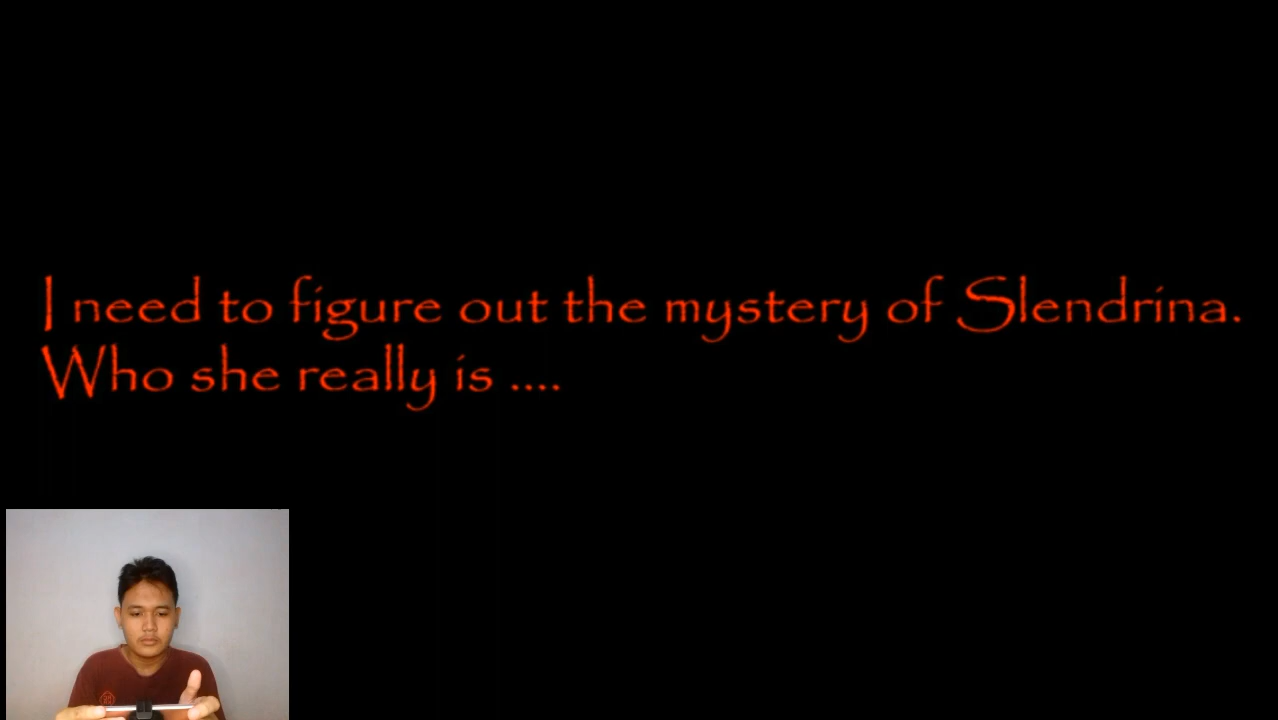 I need to figure out the mystery of Slendrina.
Who she really is ....